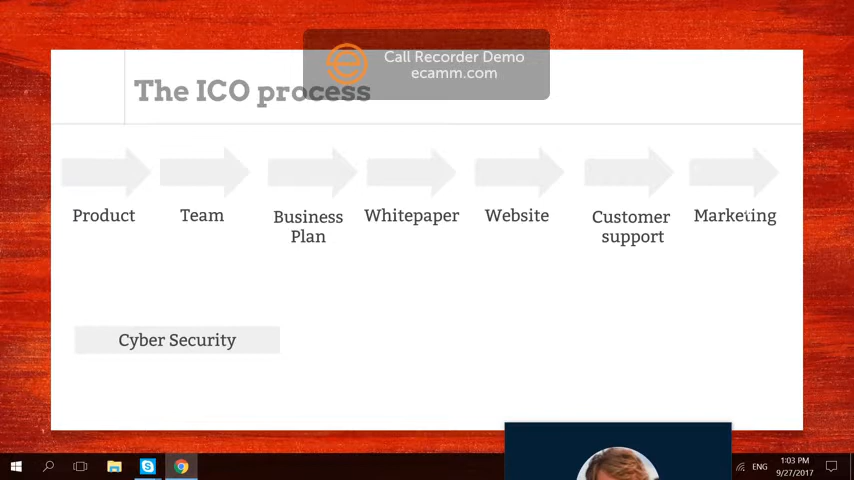 Call Recorder Demo
ecamm.com
The ICO process
Product
Team
Business
Plan
Whitepaper
Website
Customer
support
Marketing
Cyber Security
ENG
1:03 PM
9/27/2017